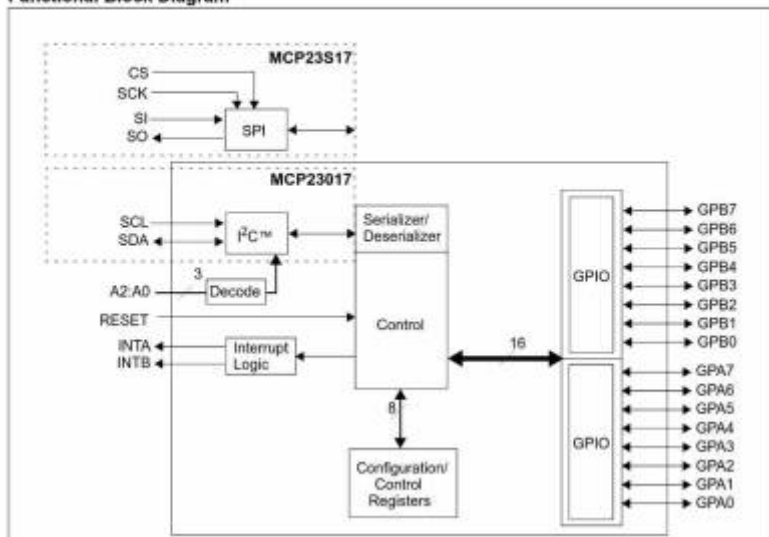 Functional Block Diagram
MCP23S17
CS
SCK
SI
SO
SPI
MCP23017
SCL
SDA
I²C™
Serializer/
Deserializer
3
A2:A0
Decode
RESET
INTA
INTB
Interrupt
Logic
Control
16
8
Configuration/
Control
Registers
GPIO
GPB7
GPB6
GPB5
GPB4
GPB3
GPB2
GPB1
GPB0
GPIO
GPA7
GPA6
GPA5
GPA4
GPA3
GPA2
GPA1
GPA0